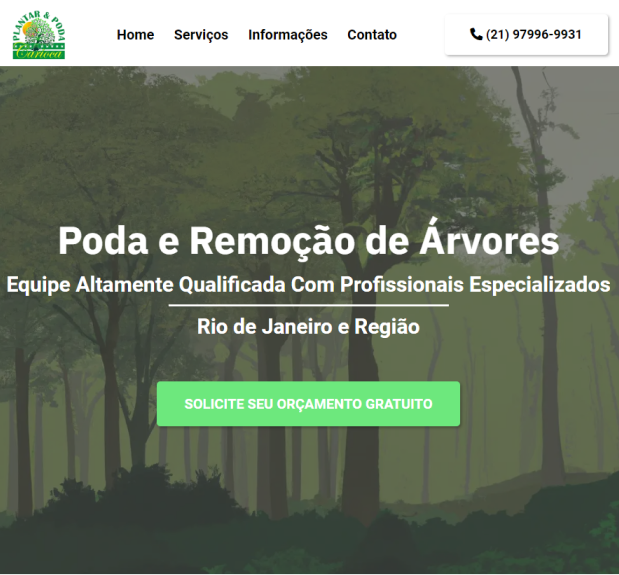 PLANTAR & PODA
Carioca
Home
Serviços
Informações
Contato
(21) 97996-9931
Poda e Remoção de Árvores
Equipe Altamente Qualificada Com Profissionais Especializados
Rio de Janeiro e Região
SOLICITE SEU ORÇAMENTO GRATUITO